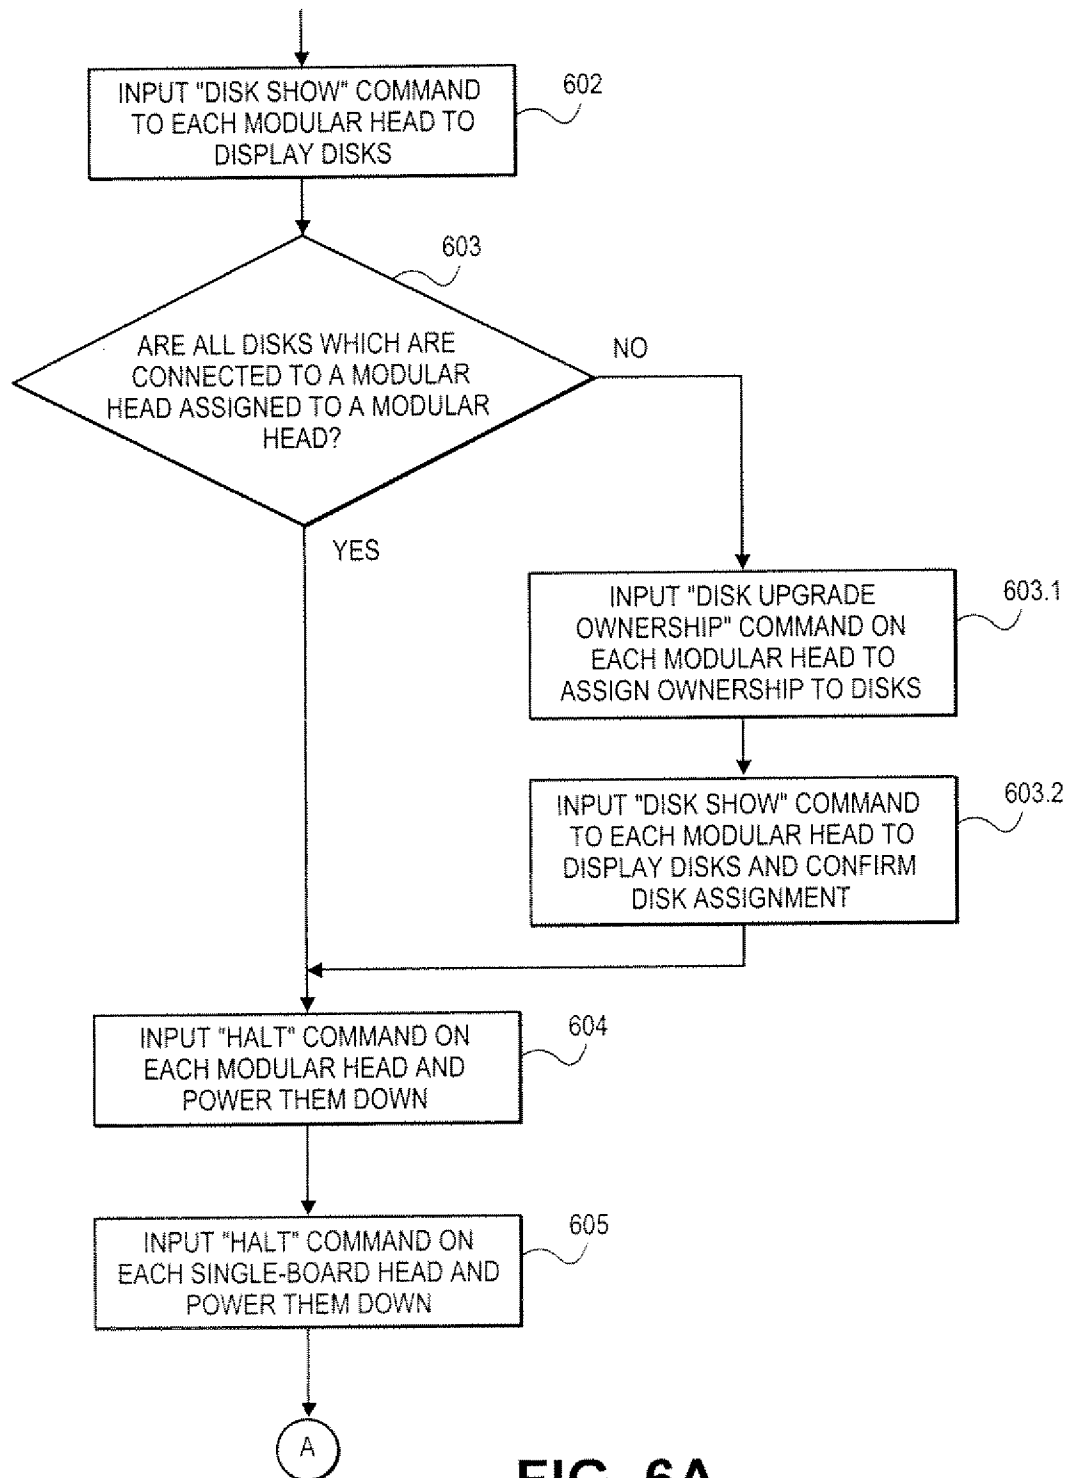 INPUT "DISK SHOW" COMMAND
TO EACH MODULAR HEAD TO
DISPLAY DISKS
602
603
ARE ALL DISKS WHICH ARE
CONNECTED TO A MODULAR
HEAD ASSIGNED TO A MODULAR
HEAD?
NO
YES
INPUT "DISK UPGRADE
OWNERSHIP" COMMAND ON
EACH MODULAR HEAD TO
ASSIGN OWNERSHIP TO DISKS
603.1
INPUT "DISK SHOW" COMMAND
TO EACH MODULAR HEAD TO
DISPLAY DISKS AND CONFIRM
DISK ASSIGNMENT
603.2
INPUT "HALT" COMMAND ON
EACH MODULAR HEAD AND
POWER THEM DOWN
604
INPUT "HALT" COMMAND ON
EACH SINGLE-BOARD HEAD AND
POWER THEM DOWN
605
A
FIG. 6A